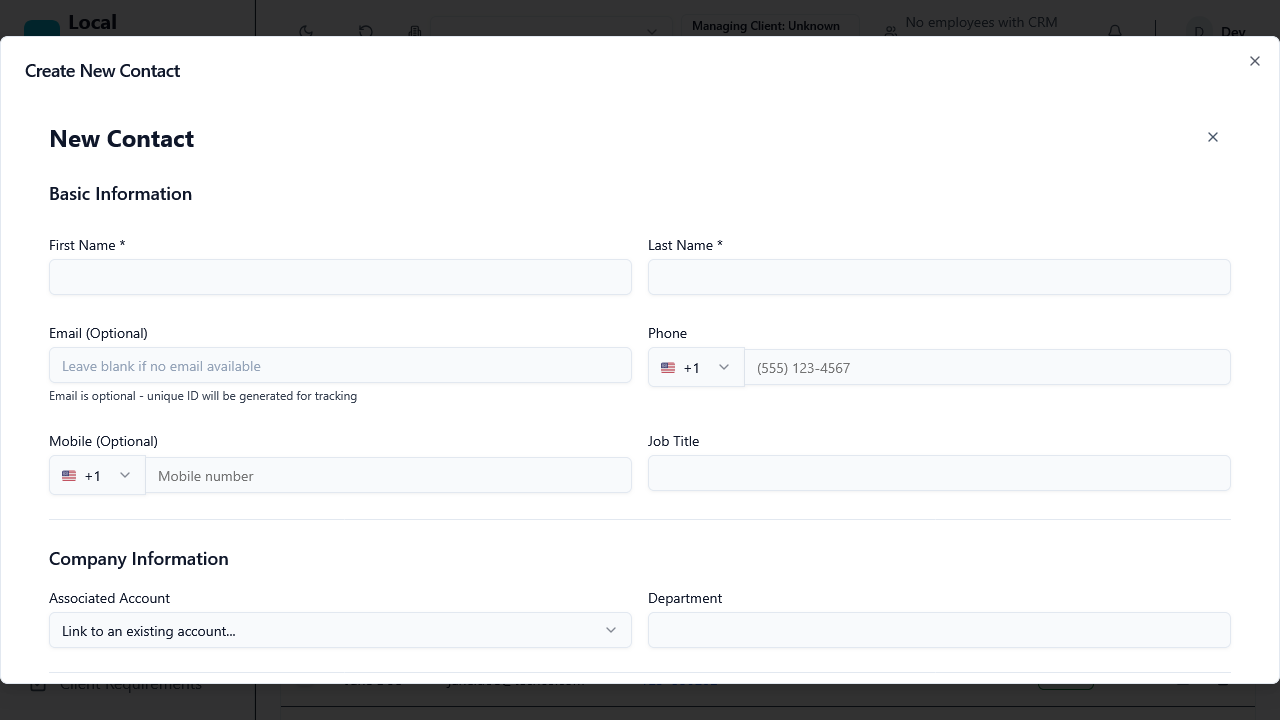 Local
Managing Client: Unknown
No employees with CRM
D
Dev
Create New Contact
New Contact
Basic Information
First Name *
Last Name *
Email (Optional)
Phone
Leave blank if no email available
+1
(555) 123-4567
Email is optional - unique ID will be generated for tracking
Mobile (Optional)
Job Title
+1
Mobile number
Company Information
Associated Account
Department
Link to an existing account...
Client Requirements